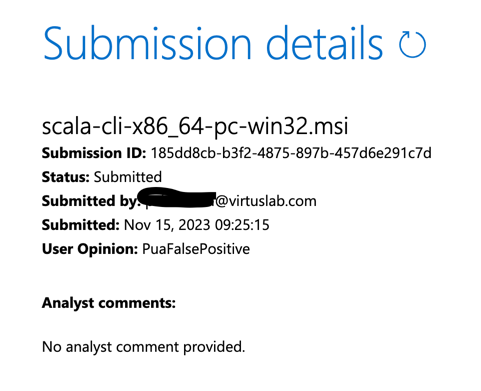 Submission details
scala-cli-x86_64-pc-win32.msi
Submission ID: 185dd8cb-b3f2-4875-897b-457d6e291c7d
Status: Submitted
Submitted by: @virtuslab.com
Submitted: Nov 15, 2023 09:25:15
User Opinion: PuaFalsePositive
Analyst comments:
No analyst comment provided.